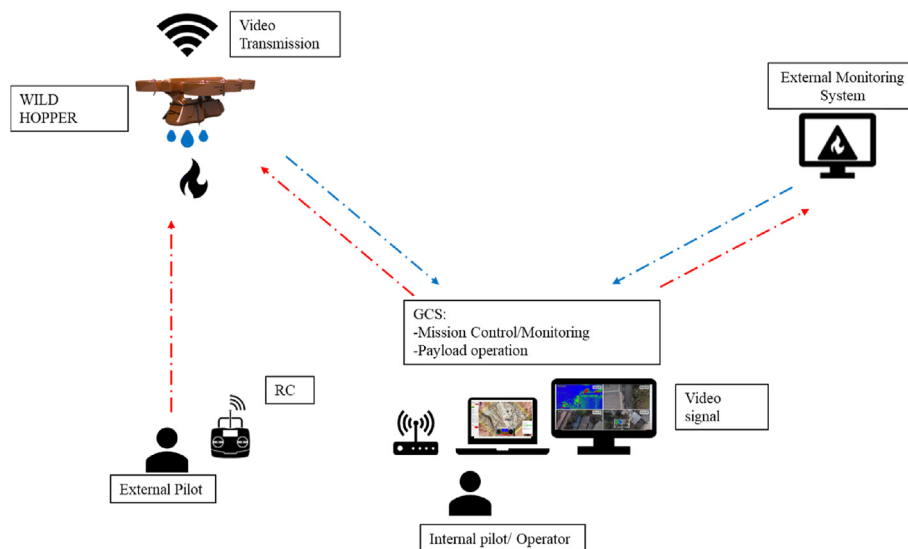 Video
Transmission
WILD
HOPPER
External Monitoring
System
GCS:
-Mission Control/Monitoring
-Payload operation
RC
Video
signal
External Pilot
Internal pilot/ Operator